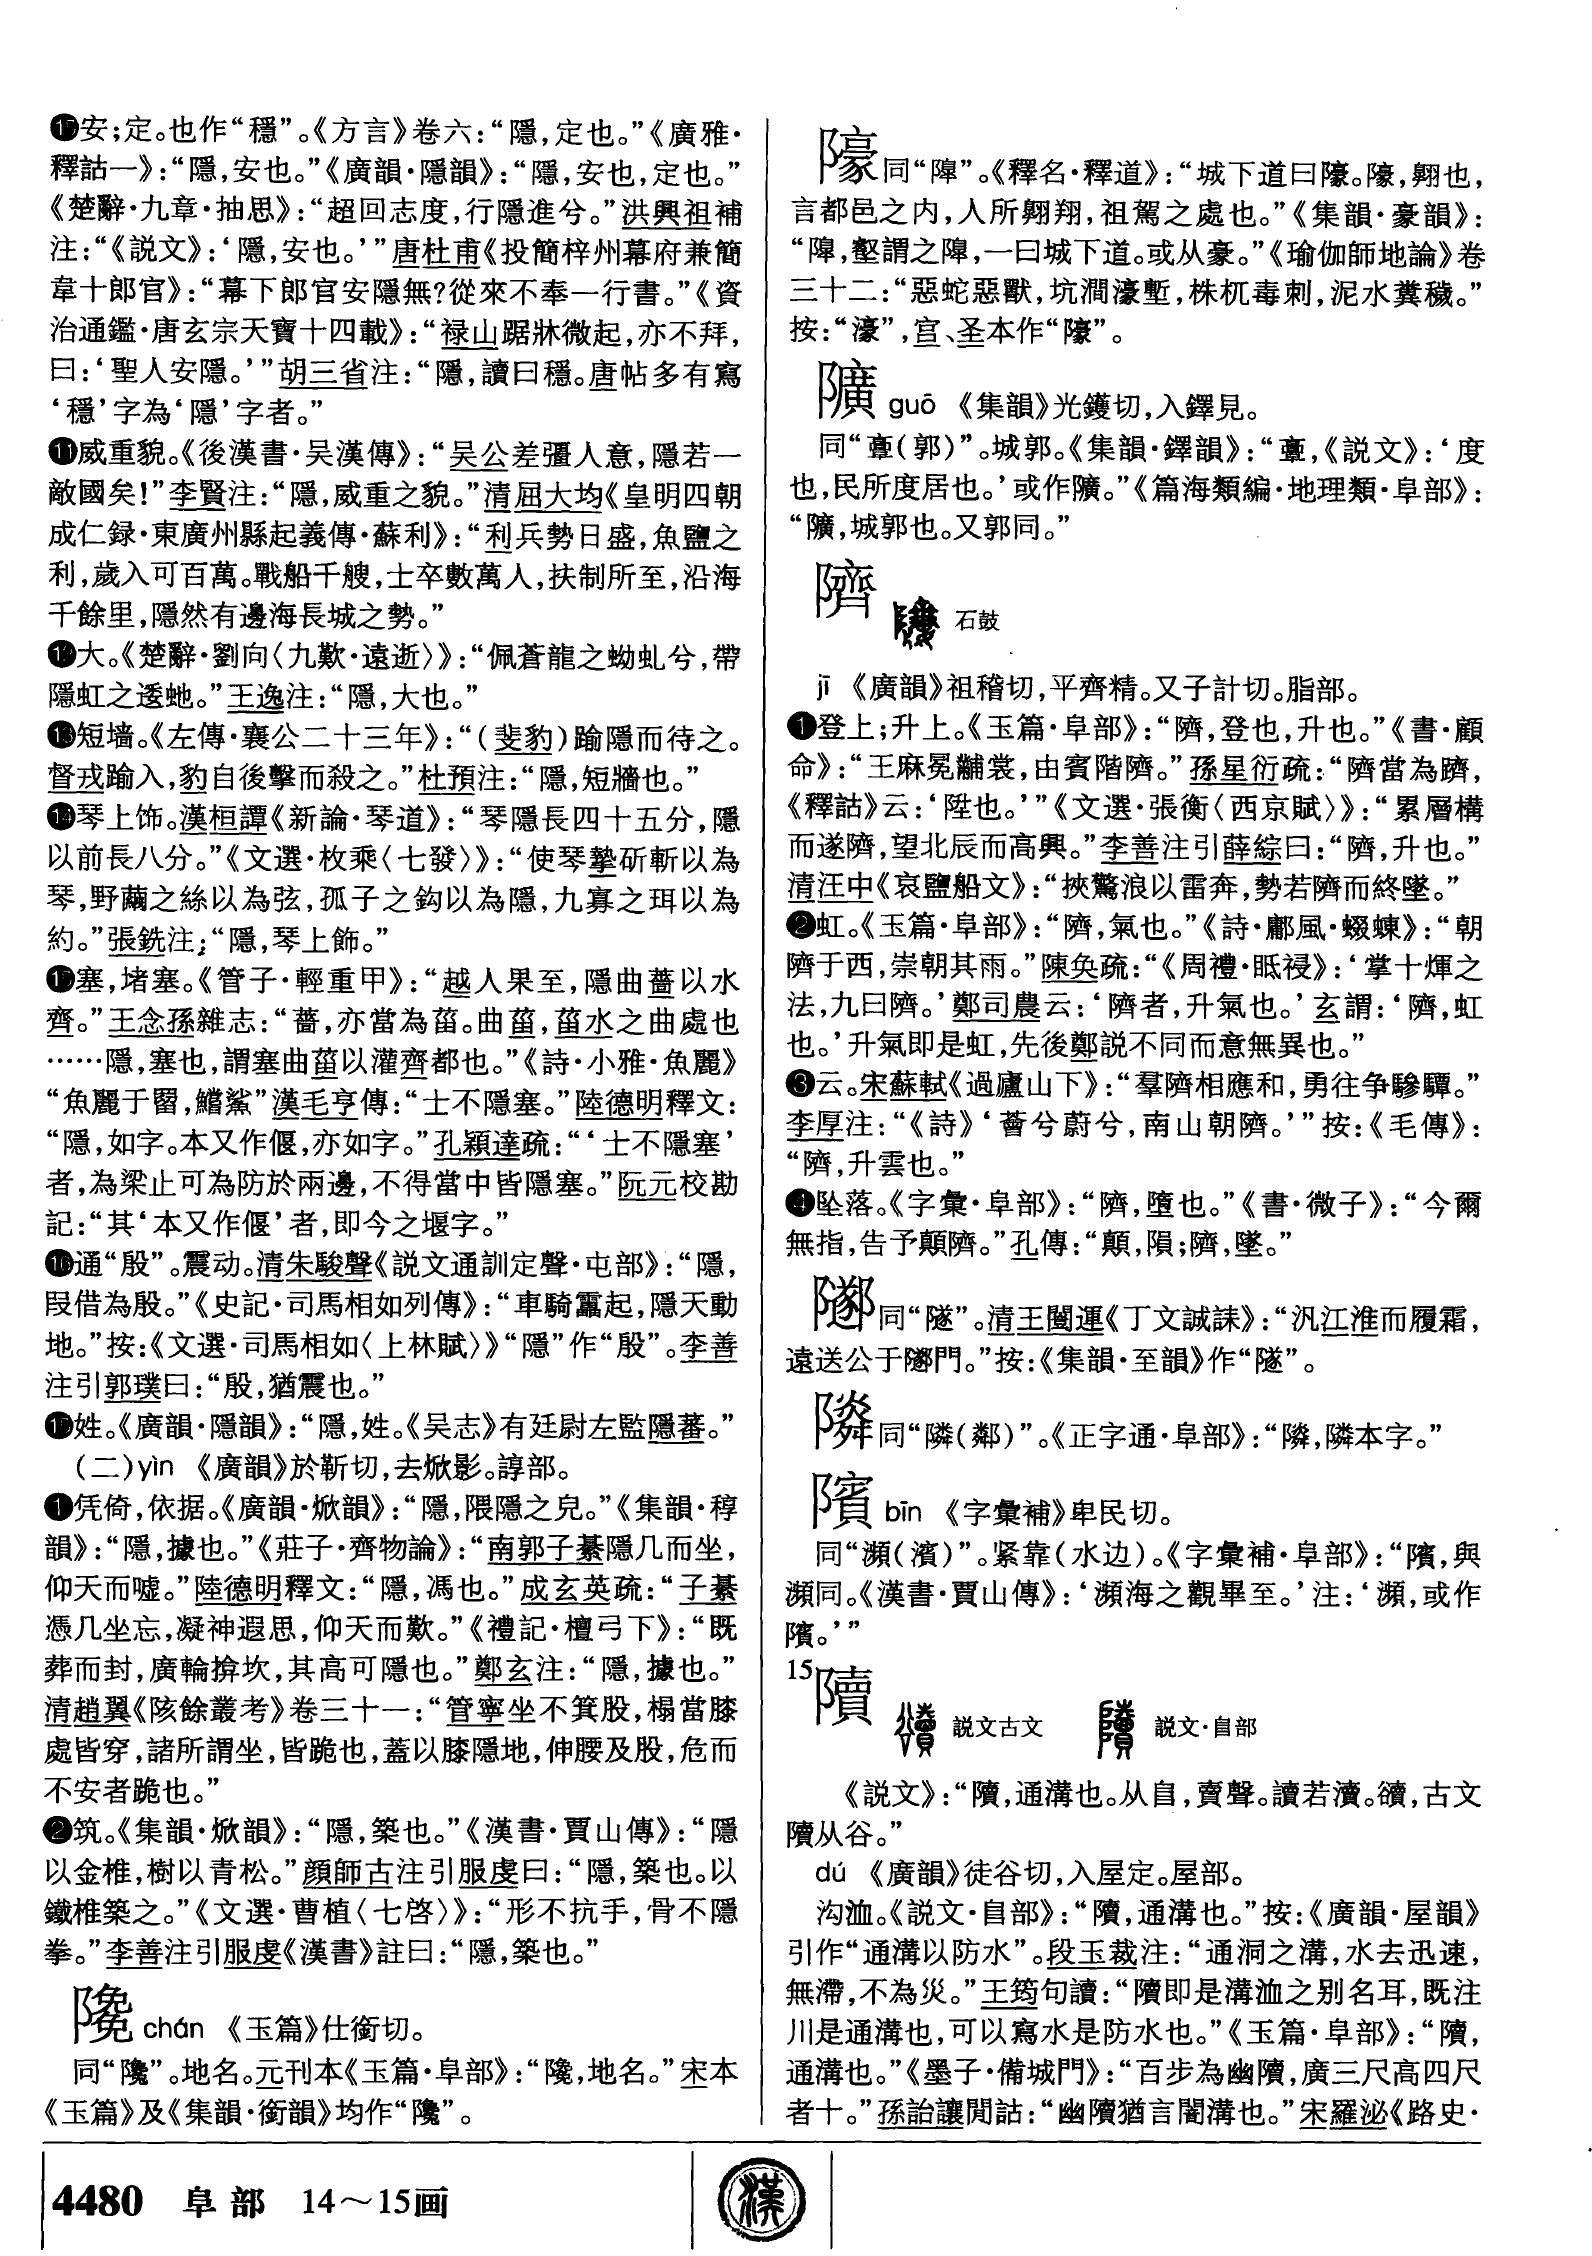 ❿安;定。也作“穩”。《方言》卷六:“隱,定也。”《廣雅·
釋詁一》:“隱,安也。”《廣韻·隱韻》:“隱,安也,定也。”
《楚辭·九章·抽思》:“超回志度,行隱進兮。”洪興祖補
注:“《説文》:‘隱,安也。’”唐杜甫《投簡梓州幕府兼簡
韋十郎官》:“幕下郎官安隱無?從來不奉一行書。”《資
治通鑑·唐玄宗天寶十四載》:“禄山踞牀微起,亦不拜,
曰:‘聖人安隱。’”胡三省注:“隱,讀曰穩。唐帖多有寫
‘穩’字為‘隱’字者。”
⓫威重貌。《後漢書·吴漢傳》:“吴公差彊人意,隱若一
敵國矣!”李賢注:“隱,威重之貌。”清屈大均《皇明四朝
成仁録·東廣州縣起義傳·蘇利》:“利兵勢日盛,魚鹽之
利,歲入可百萬。戰船千艘,士卒數萬人,扶制所至,沿海
千餘里,隱然有邊海長城之勢。”
⓬大。《楚辭·劉向〈九歎·遠逝〉》:“佩蒼龍之蚴虬兮,帶
隱虹之逶虵。”王逸注:“隱,大也。”
⓭短墙。《左傳·襄公二十三年》:“(斐豹)踰隱而待之。
督戎踰入,豹自後擊而殺之。”杜預注:“隱,短牆也。”
⓮琴上饰。漢桓譚《新論·琴道》:“琴隱長四十五分,隱
以前長八分。”《文選·枚乘〈七發〉》:“使琴摯斫斬以為
琴,野繭之絲以為弦,孤子之鈎以為隱,九寡之珥以為
約。”張銑注:“隱,琴上飾。”
⓯塞,堵塞。《管子·輕重甲》:“越人果至,隱曲薔以水
齊。”王念孫雜志:“薔,亦當為菑。曲菑,菑水之曲處也
……隱,塞也,謂塞曲菑以灌齊都也。”《詩·小雅·魚麗》
“魚麗于罶,鱨鯊”漢毛亨傳:“士不隱塞。”陸德明釋文:
“隱,如字。本又作偃,亦如字。”孔穎達疏:“‘士不隱塞’
者,為梁止可為防於兩邊,不得當中皆隱塞。”阮元校勘
記:“其‘本又作偃’者,即今之堰字。”
⓰通“殷”。震动。清朱駿聲《説文通訓定聲·屯部》:“隱,
叚借為殷。”《史記·司馬相如列傳》:“車騎靁起,隱天動
地。”按:《文選·司馬相如〈上林賦〉》“隱”作“殷”。李善
注引郭璞曰:“殷,猶震也。”
⓱姓。《廣韻·隱韻》:“隱,姓。《吴志》有廷尉左監隱蕃。”
(二)yìn 《廣韻》於靳切,去焮影。諄部。
❶凭倚,依据。《廣韻·焮韻》:“隱,隈隱之皃。”《集韻·稕
韻》:“隱,據也。”《莊子·齊物論》:“南郭子綦隱几而坐,
仰天而嘘。”陸德明釋文:“隱,馮也。”成玄英疏:“子綦
憑几坐忘,凝神遐思,仰天而歎。”《禮記·檀弓下》:“既
葬而封,廣輪揜坎,其高可隱也。”鄭玄注:“隱,據也。”
清趙翼《陔餘叢考》卷三十一:“管寧坐不箕股,榻當膝
處皆穿,諸所謂坐,皆跪也,蓋以膝隱地,伸腰及股,危而
不安者跪也。”
❷筑。《集韻·焮韻》:“隱,築也。”《漢書·賈山傳》:“隱
以金椎,樹以青松。”顔師古注引服虔曰:“隱,築也。以
鐵椎築之。”《文選·曹植〈七啓〉》:“形不抗手,骨不隱
拳。”李善注引服虔《漢書》註曰:“隱,築也。”
chán 《玉篇》仕銜切。
同“ ”。地名。元刊本《玉篇·阜部》:“ ,地名。”宋本
《玉篇》及《集韻·銜韻》均作“ ”。
㙱同“隍”。《釋名·釋道》:“城下道曰隊。
言都邑之内,人所翱翔,祖駕之處也。”《集韻·豪韻》:
“ ,壑謂之 ,一曰城下道。或从豪。”《瑜伽師地論》卷
三十二:“惡蛇惡獸,坑澗濠塹,株杌毒刺,泥水糞穢。”
按:“濠”,宫、圣本作“ ”。
guō 《集韻》光鑊切,入鐸見。
同“𩫏(郭)”。城郭。《集韻·鐸韻》:“𩫏,《説文》:‘度
也,民所度居也。’或作 。”《篇海類編·地理類·阜部》:
“ ,城郭也。又郭同。”
隮 石鼓
jī 《廣韻》祖稽切,平齊精。又子計切。脂部。
❶登上;升上。《玉篇·阜部》:“隮,登也,升也。”《書·顧
命》:“王麻冕黼裳,由賓階隮。”孫星衍疏:“隮當為躋,
《釋詁》云:‘陞也。’”《文選·張衡〈西京賦〉》:“累層構
而遂隮,望北辰而高興。”李善注引薛綜曰:“隮,升也。”
清汪中《哀鹽船文》:“挾驚浪以雷奔,勢若隮而終墜。”
❷虹。《玉篇·阜部》:“隮,氣也。”《詩·鄘風·蝃蝀》:“朝
隮于西,崇朝其雨。”陳奂疏:“《周禮·眂祲》:‘掌十煇之
法,九曰隮。’鄭司農云:‘隮者,升氣也。’玄謂:‘隮,虹
也。’升氣即是虹,先後鄭説不同而意無異也。”
❸云。宋蘇軾《過廬山下》:“羣隮相應和,勇往争驂驔。”
李厚注:“《詩》‘薈兮蔚兮,南山朝隮。’”按:《毛傳》:
“隮,升雲也。”
❹坠落。《字彙·阜部》:“隮,墮也。”《書·微子》:“今爾
無指,告予顛隮。”孔傳:“顛,隕;隮,墜。”
同“隧”。清王闓運《丁文誠誄》:“汎江淮而履霜,
遠送公于 門。”按:《集韻·至韻》作“隧”。
同“隣(鄰)”。《正字通·阜部》:“ ,隣本字。”
bīn 《字彙補》卑民切。
同“瀕(濱)”。紧靠(水边)。《字彙補·阜部》:“ ,與
瀕同。《漢書·賈山傳》:‘瀕海之觀畢至。’注:‘瀕,或作
。’”
15 隫 説文古文 説文·𨸏部
《説文》:“ ,通溝也。从𨸏,賣聲。讀若瀆。 ,古文
从谷。”
dú 《廣韻》徒谷切,入屋定。屋部。
沟洫。《説文·𨸏部》:“ ,通溝也。”按:《廣韻·屋韻》
引作“通溝以防水”。段玉裁注:“通洞之溝,水去迅速,
無滯,不為災。”王筠句讀:“ 即是溝洫之别名耳,既注
川是通溝也,可以寫水是防水也。”《玉篇·阜部》:“ ,
通溝也。”《墨子·備城門》:“百步為幽 ,廣三尺高四尺
者十。”孫詒讓閒詁:“幽 猶言闇溝也。”宋羅泌《路史·
4480 阜部 14～15画
漢